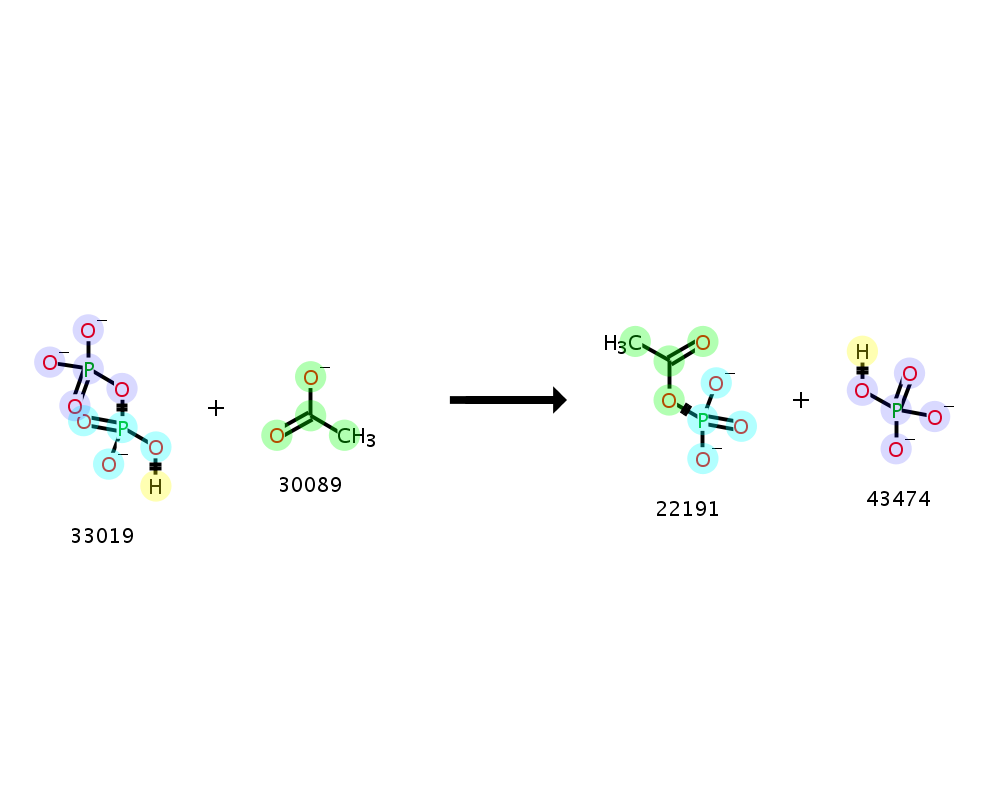 O−
O− P O
O
O P O
O− H
33019
+
O−
O CH3
30089
H3C O
O O−
P O
O−
22191
+
H
O O
P O−
O−
43474